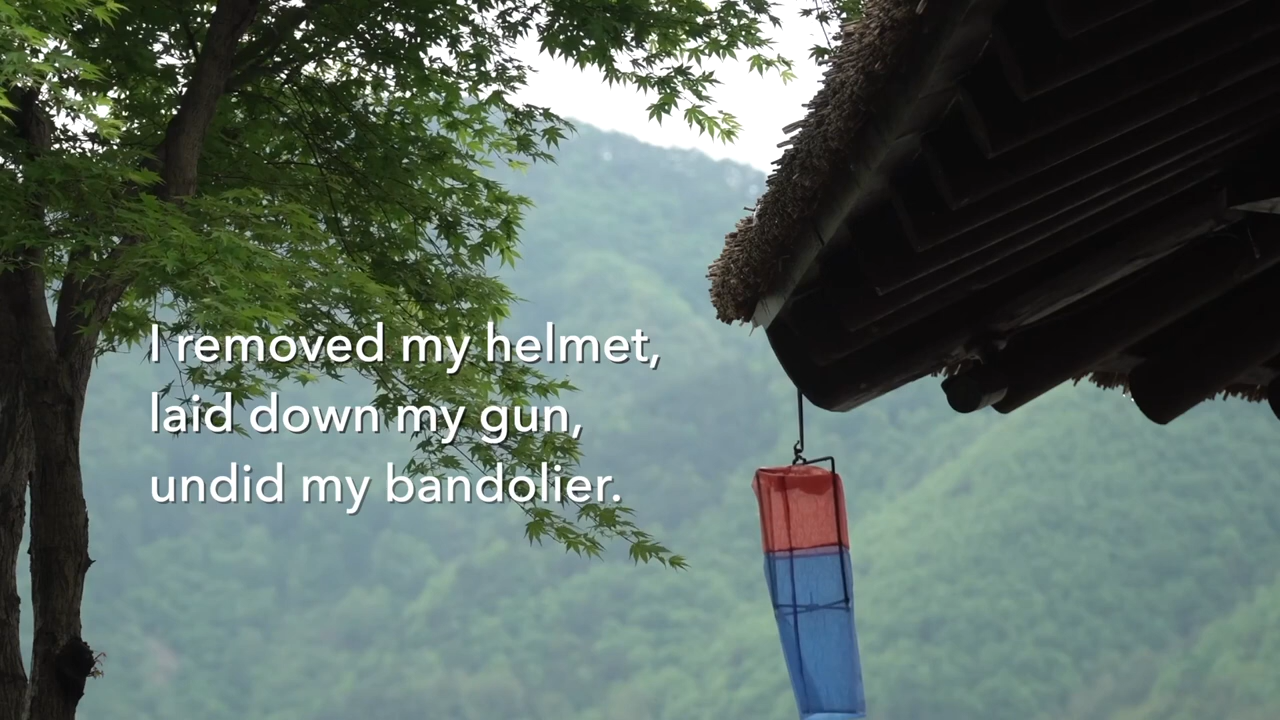 I removed my helmet,
laid down my gun,
undid my bandolier.